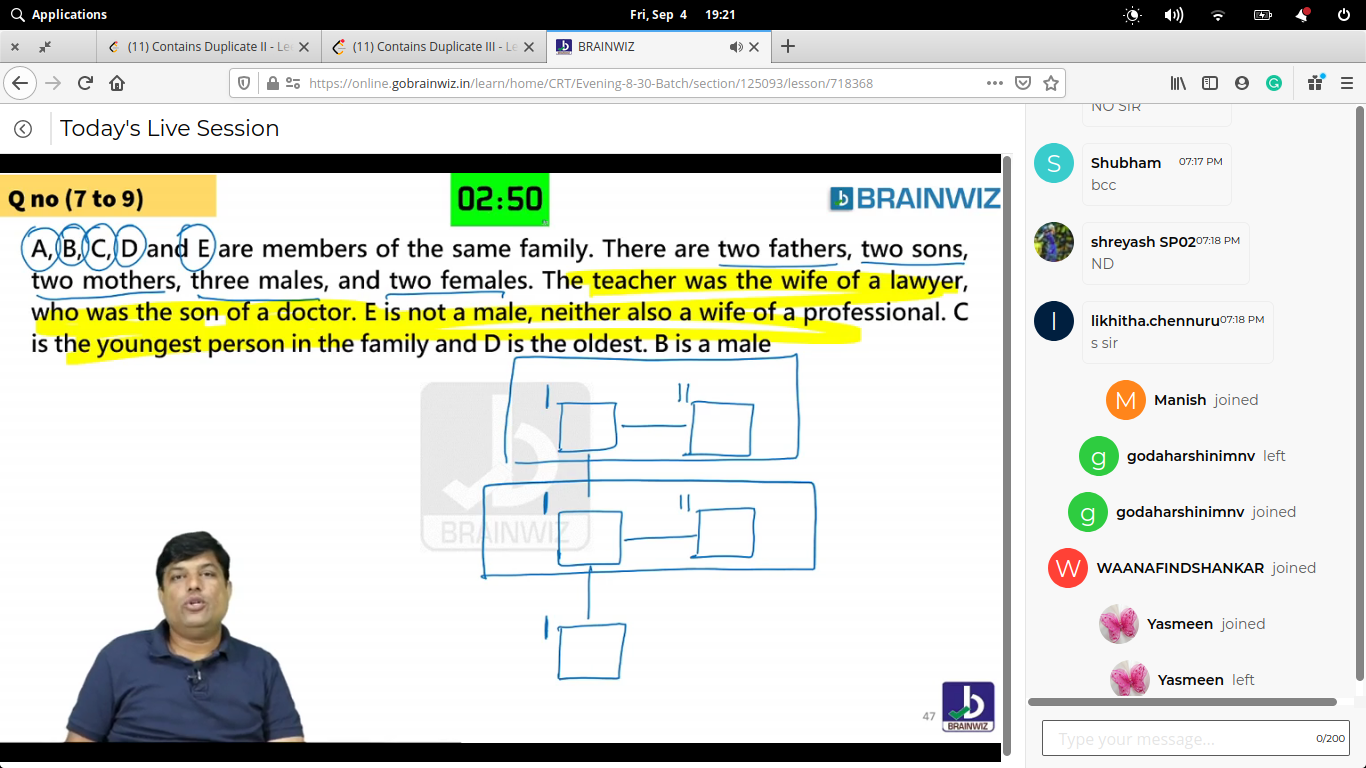 Applications
Fri, Sep 4 19:21
(11) Contains Duplicate II - Le
(11) Contains Duplicate III - Le
BRAINWIZ
https://online.gobrainwiz.in/learn/home/CRT/Evening-8-30-Batch/section/125093/lesson/718368
Today's Live Session
Q no (7 to 9)
02:50
BRAINWIZ
A, B, C, D and E are members of the same family. There are two fathers, two sons,
two mothers, three males, and two females. The teacher was the wife of a lawyer,
who was the son of a doctor. E is not a male, neither also a wife of a professional. C
is the youngest person in the family and D is the oldest. B is a male
I II
I II
I
BRAINWIZ
47
BRAINWIZ
NO SIR
S
Shubham 07:17 PM
bcc
shreyash SP02 07:18 PM
ND
l
likhitha.chennuru 07:18 PM
s sir
M
Manish joined
g
godaharshinimnv left
g
godaharshinimnv joined
W
WAANAFINDSHANKAR joined
Yasmeen joined
Yasmeen left
Type your message...
0/200